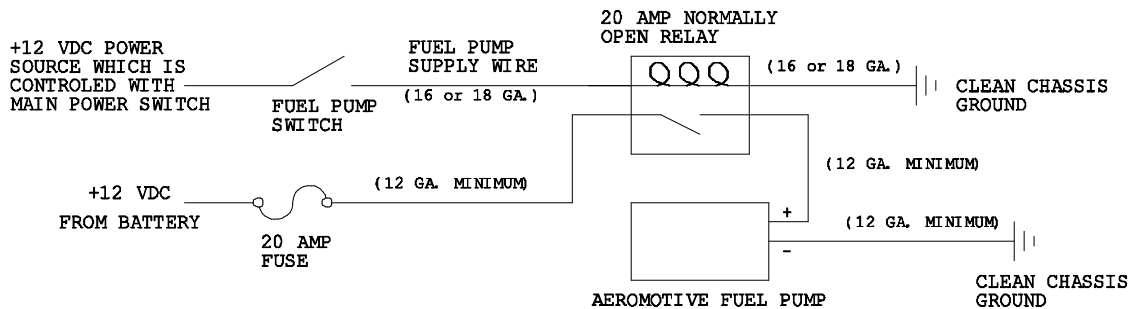 +12 VDC POWER
SOURCE WHICH IS
CONTROLED WITH
MAIN POWER SWITCH
FUEL PUMP
SWITCH
FUEL PUMP
SUPPLY WIRE
(16 or 18 GA.)
20 AMP NORMALLY
OPEN RELAY
(16 or 18 GA.)
CLEAN CHASSIS
GROUND
+12 VDC
FROM BATTERY
20 AMP
FUSE
(12 GA. MINIMUM)
(12 GA. MINIMUM)
+
-
(12 GA. MINIMUM)
AEROMOTIVE FUEL PUMP
CLEAN CHASSIS
GROUND